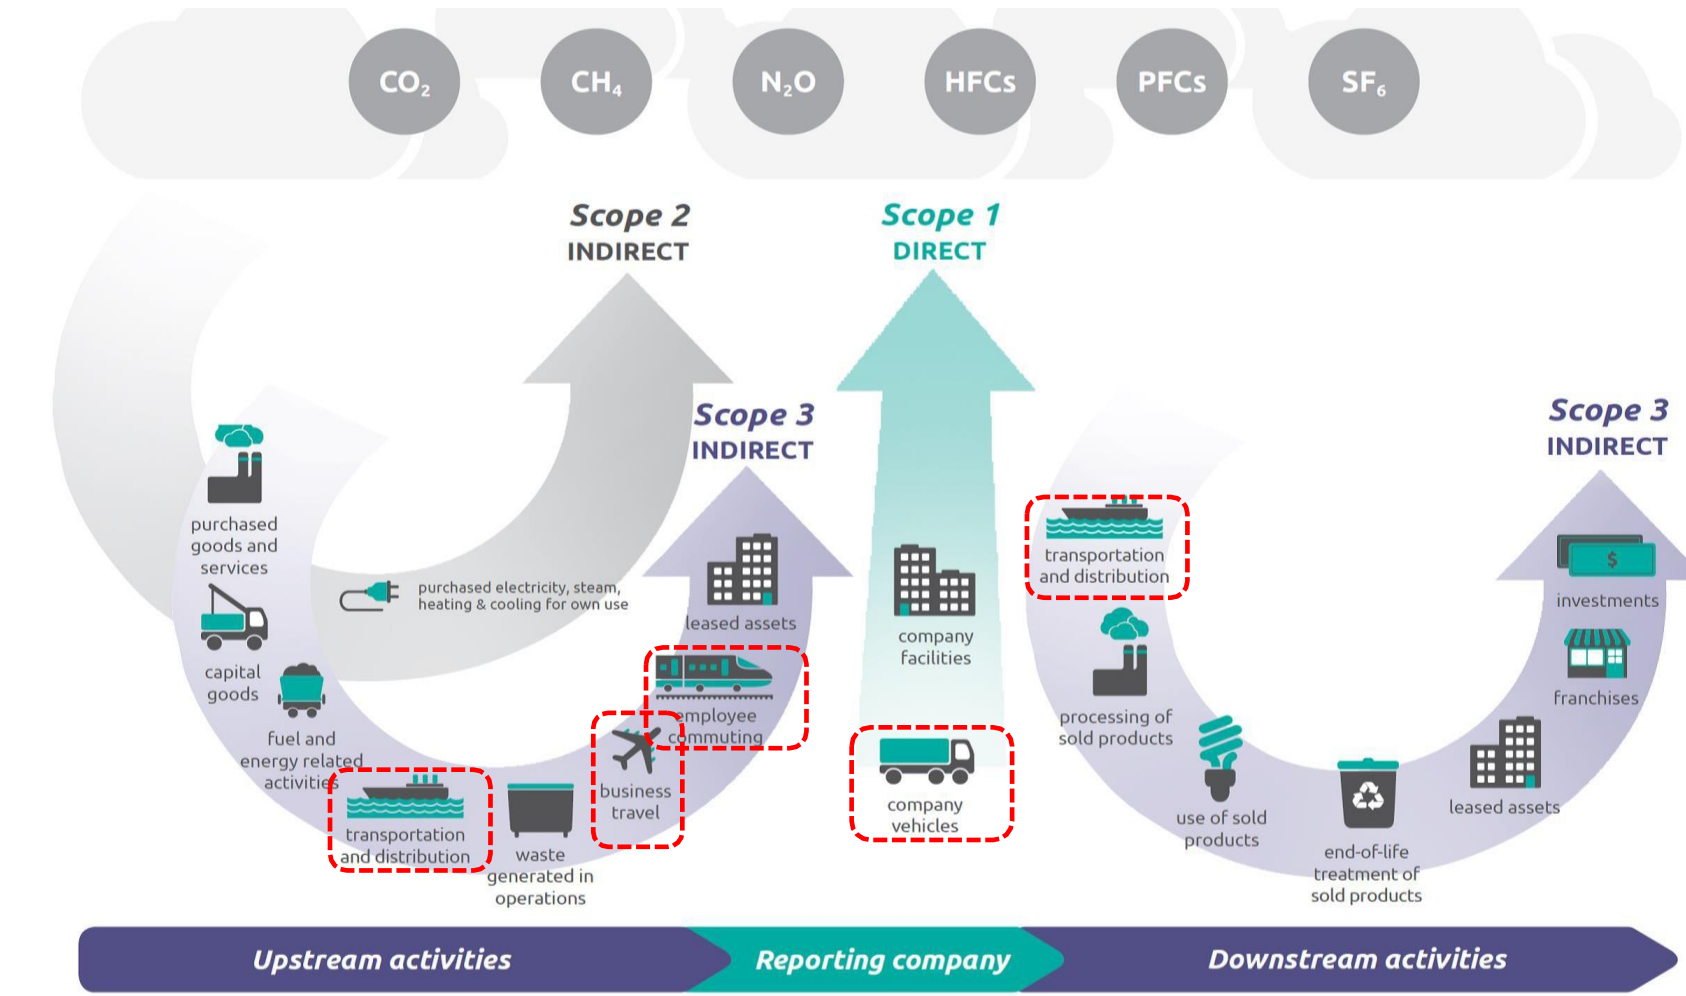 CO₂ CH₄ N₂O HFCs PFCs SF₆
Scope 2
INDIRECT
Scope 1
DIRECT
Scope 3
INDIRECT
Scope 3
INDIRECT
purchased
goods and
services
capital
goods
fuel and
energy related
activities
transportation
and distribution
waste
generated in
operations
business
travel
employee
commuting
leased assets
purchased electricity, steam,
heating & cooling for own use
company
facilities
company
vehicles
transportation
and distribution
processing of
sold products
use of sold
products
end-of-life
treatment of
sold products
leased assets
franchises
$
investments
Upstream activities
Reporting company
Downstream activities